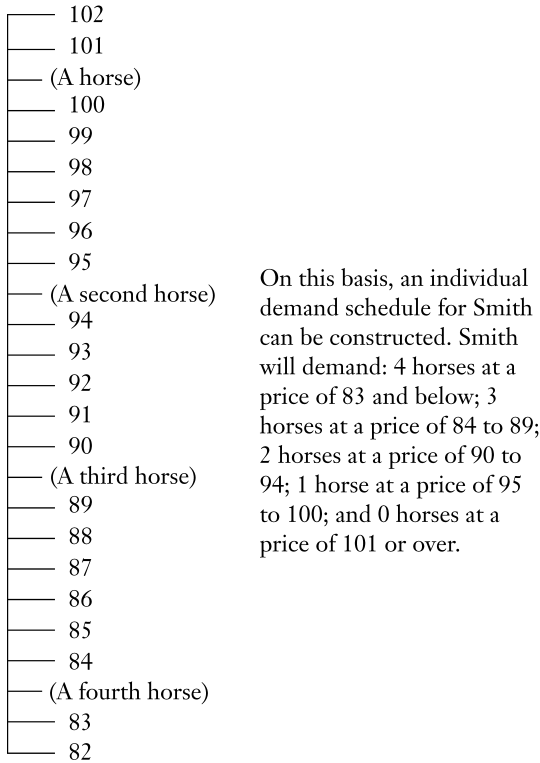 102
101
(A horse)
100
99
98
97
96
95
(A second horse)
94
93
92
91
90
(A third horse)
89
88
87
86
85
84
(A fourth horse)
83
82
On this basis, an individual
demand schedule for Smith
can be constructed. Smith
will demand: 4 horses at a
price of 83 and below; 3
horses at a price of 84 to 89;
2 horses at a price of 90 to
94; 1 horse at a price of 95
to 100; and 0 horses at a
price of 101 or over.